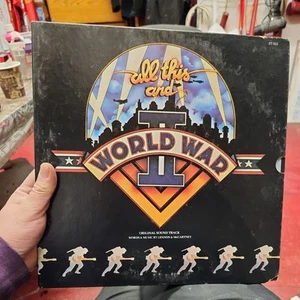 all this
and
II
WORLD WAR
ORIGINAL SOUND TRACK
WORDS & MUSIC BY LENNON & McCARTNEY